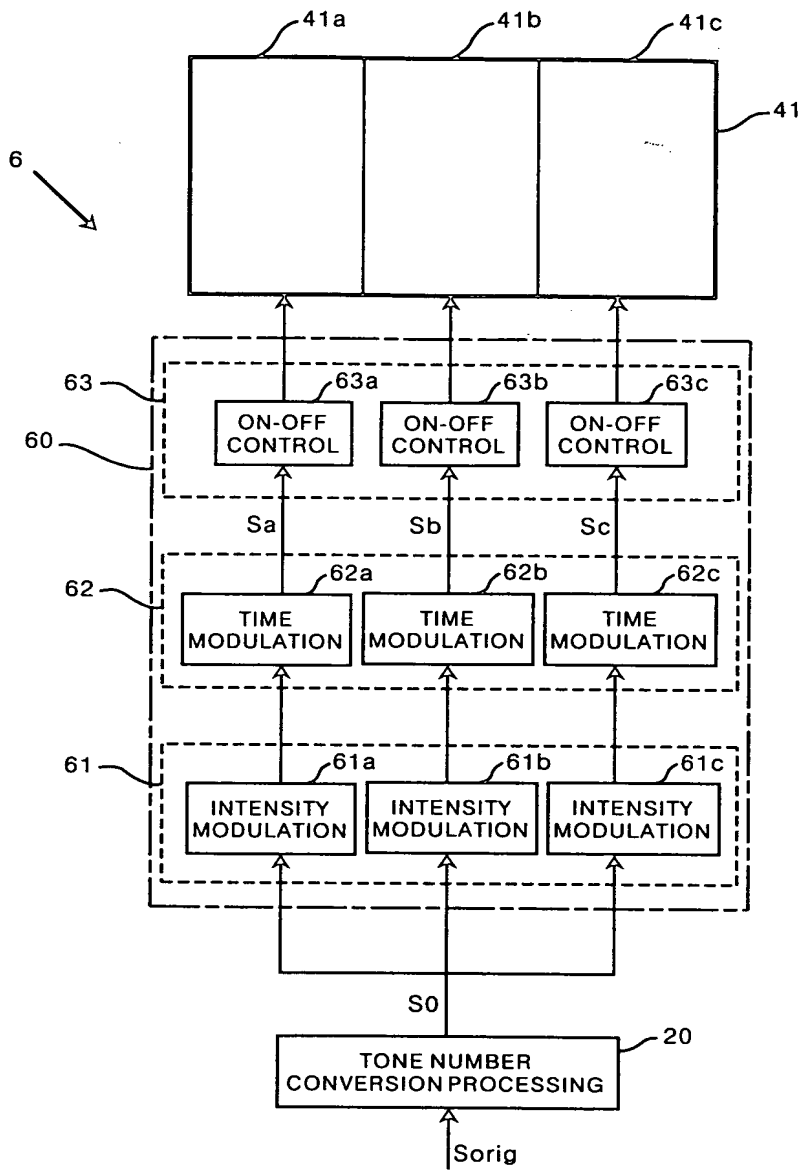 41a
41b
41c
41
6
63
63a
63b
63c
ON-OFF
CONTROL
ON-OFF
CONTROL
ON-OFF
CONTROL
60
Sa
Sb
Sc
62
62a
62b
62c
TIME
MODULATION
TIME
MODULATION
TIME
MODULATION
61
61a
61b
61c
INTENSITY
MODULATION
INTENSITY
MODULATION
INTENSITY
MODULATION
S0
20
TONE NUMBER
CONVERSION PROCESSING
Sorig